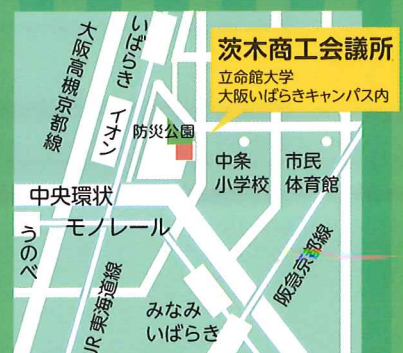 茨木商工会議所
立命館大学
大阪いばらきキャンパス内
大阪高槻京都線
いばらき
イオン
防災公園
中条
小学校
市民
体育館
中央環状
モノレール
うのべ
JR 東海道線
みなみ
いばらき
阪急京都線